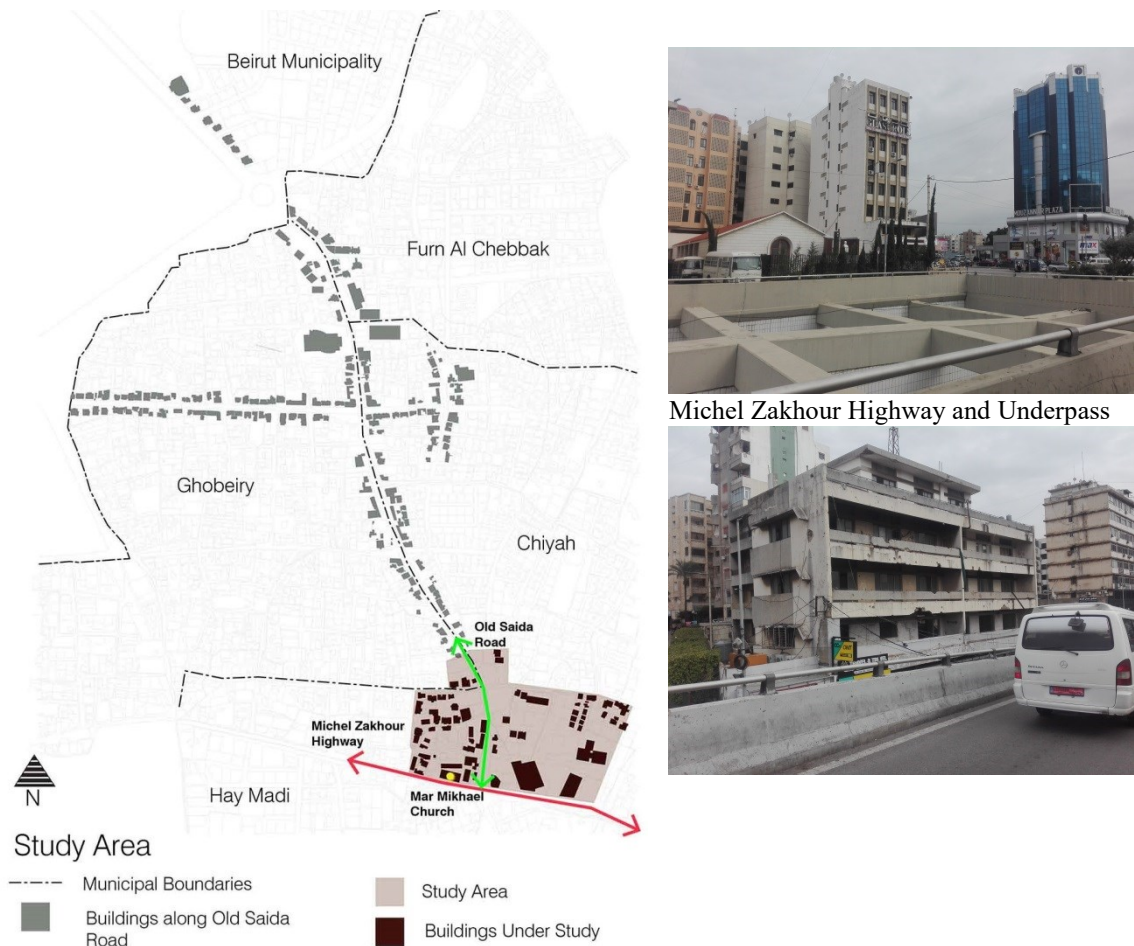 Beirut Municipality
Furn Al Chebbak
Ghobeiry
Chiyah
Old Saida
Road
Michel Zakhour
Highway
Mar Mikhael
Church
Hay Madi
N
Study Area
Municipal Boundaries
Buildings along Old Saida
Road
Study Area
Buildings Under Study
Michel Zakhour Highway and Underpass